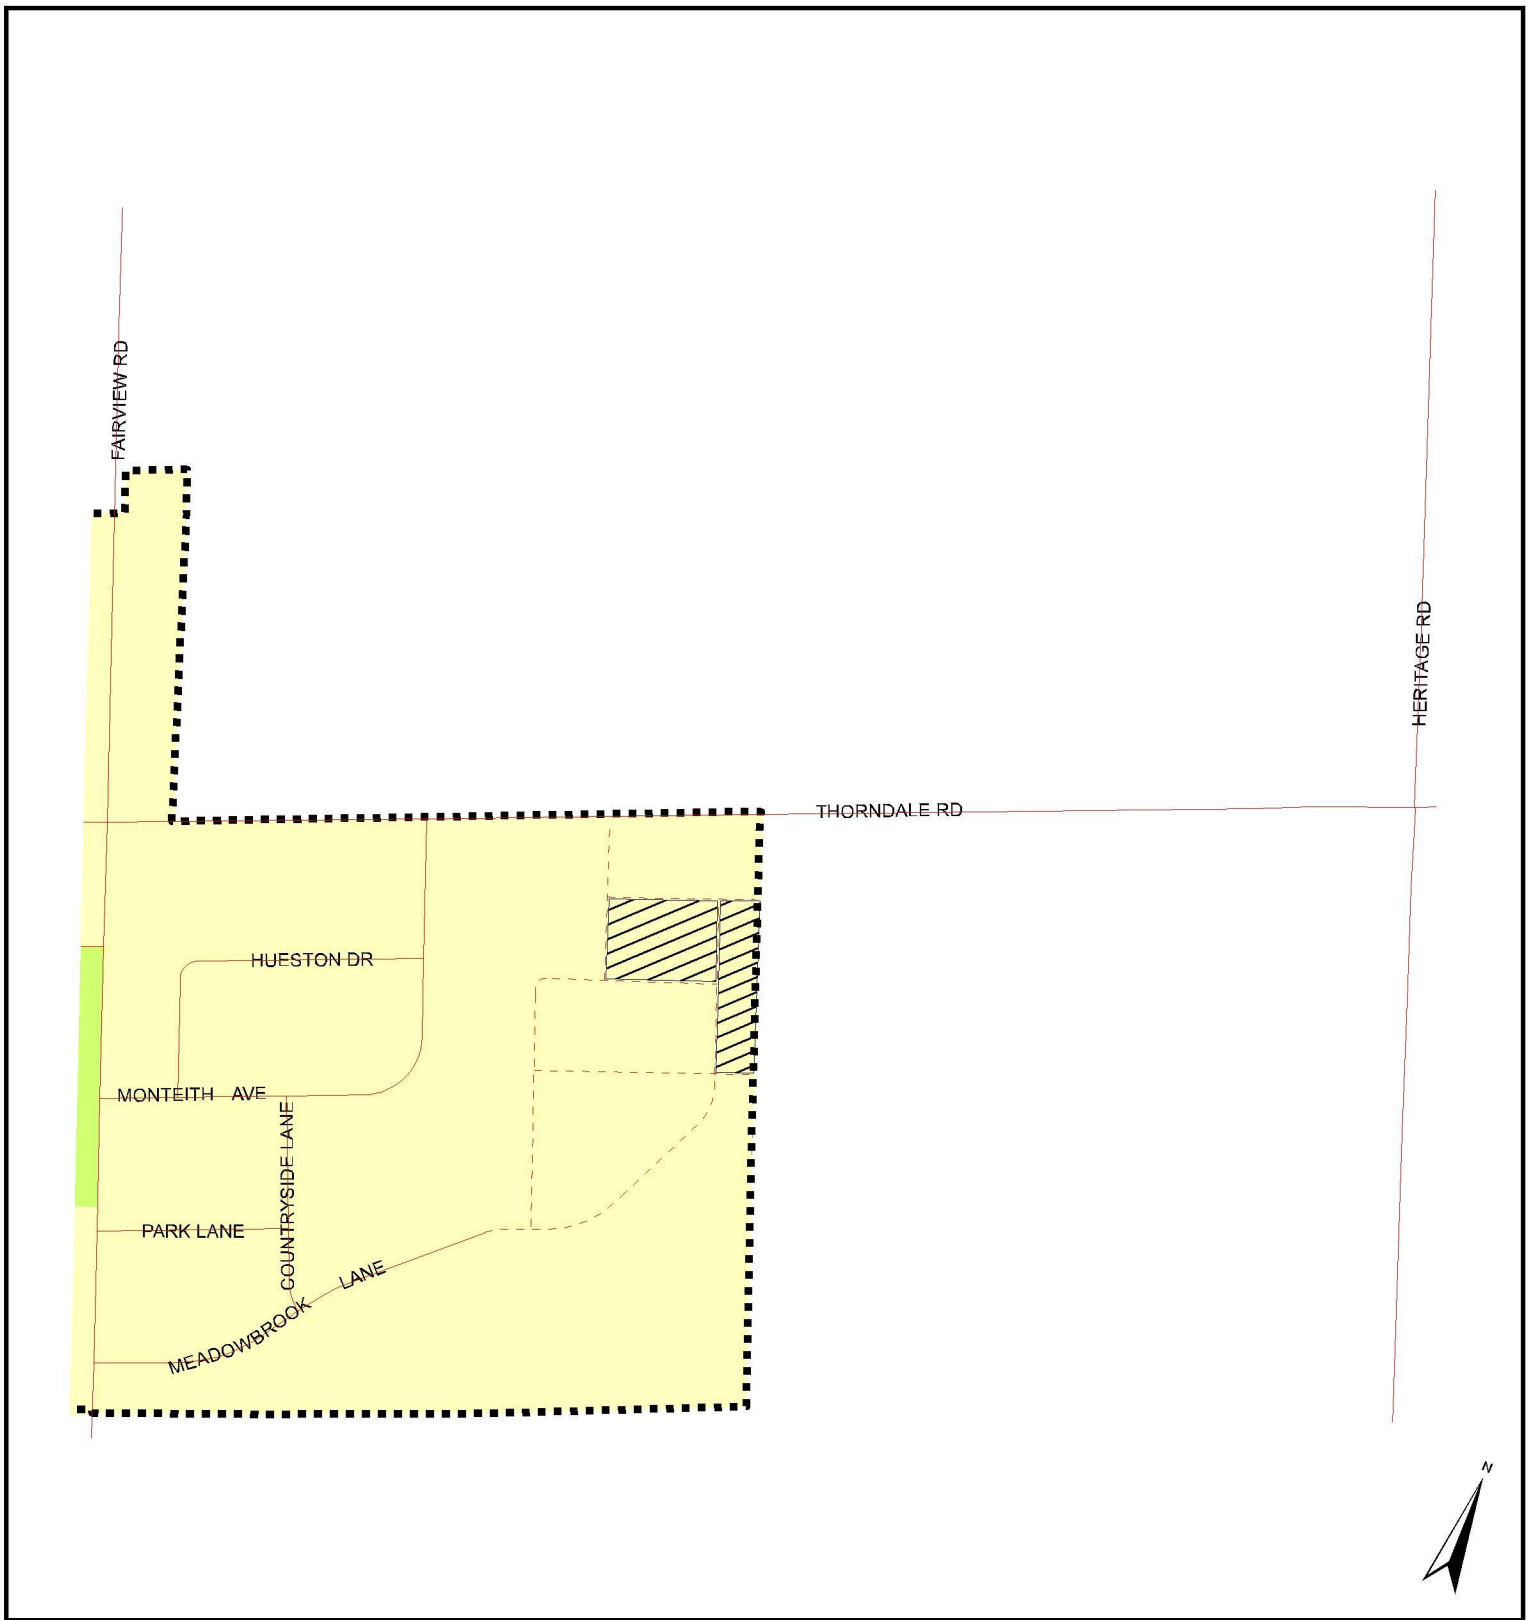 FAIRVIEW RD
HERITAGE RD
THORNDALE RD
HUESTON DR
MONTEITH AVE
COUNTRYSIDE LANE
PARK LANE
MEADOWBROOK LANE
N